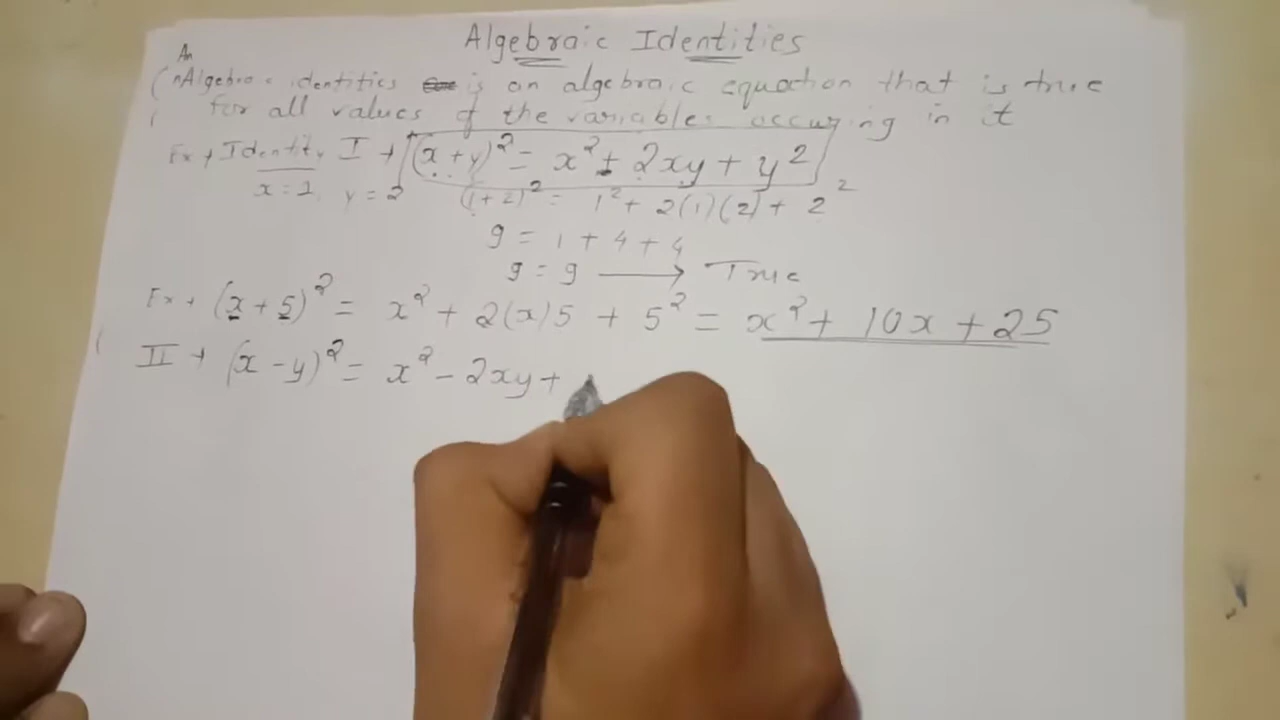 Algebraic Identities
An
Algebra c identities is an algebraic equation that is true
for all values of the variables occuring in it
Ex → Identity I → (x + y)² = x² + 2xy + y²
x = 1 y = 2 (1 + 2)² = 1² + 2(1)(2) + 2²
9 = 1 + 4 + 4
9 = 9 → True
Ex → (x + 5)² = x² + 2(x)5 + 5² = x² + 10x + 25
II → (x - y)² = x² - 2xy +